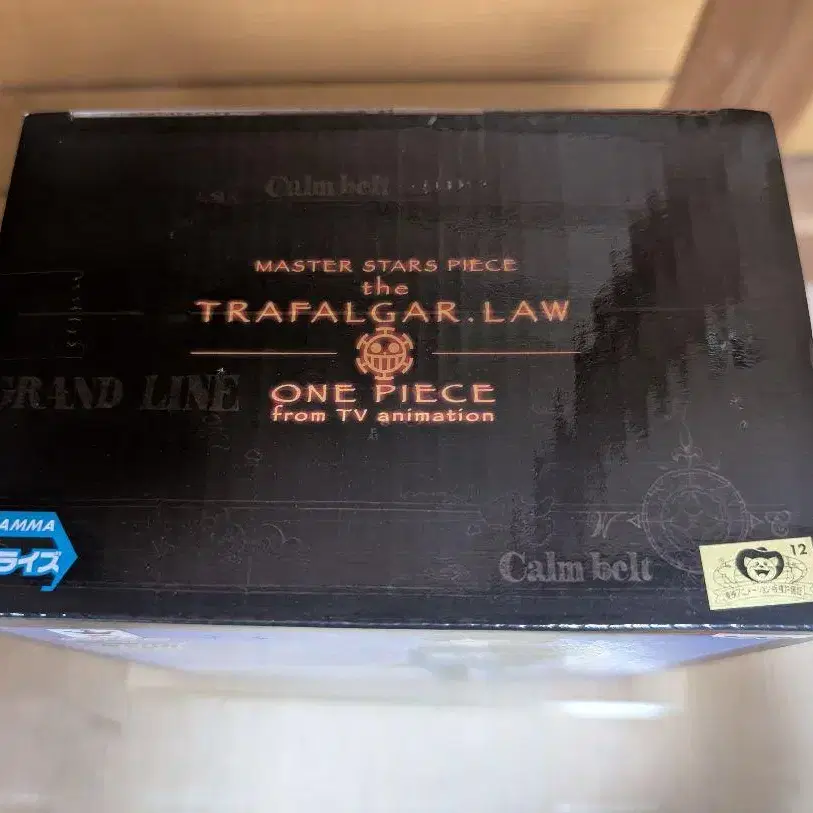 Calm belt
MASTER STARS PIECE
the
TRAFALGAR.LAW
GRAND LINE
ONE PIECE
from TV animation
AMMA
ライズ
Calm belt
12